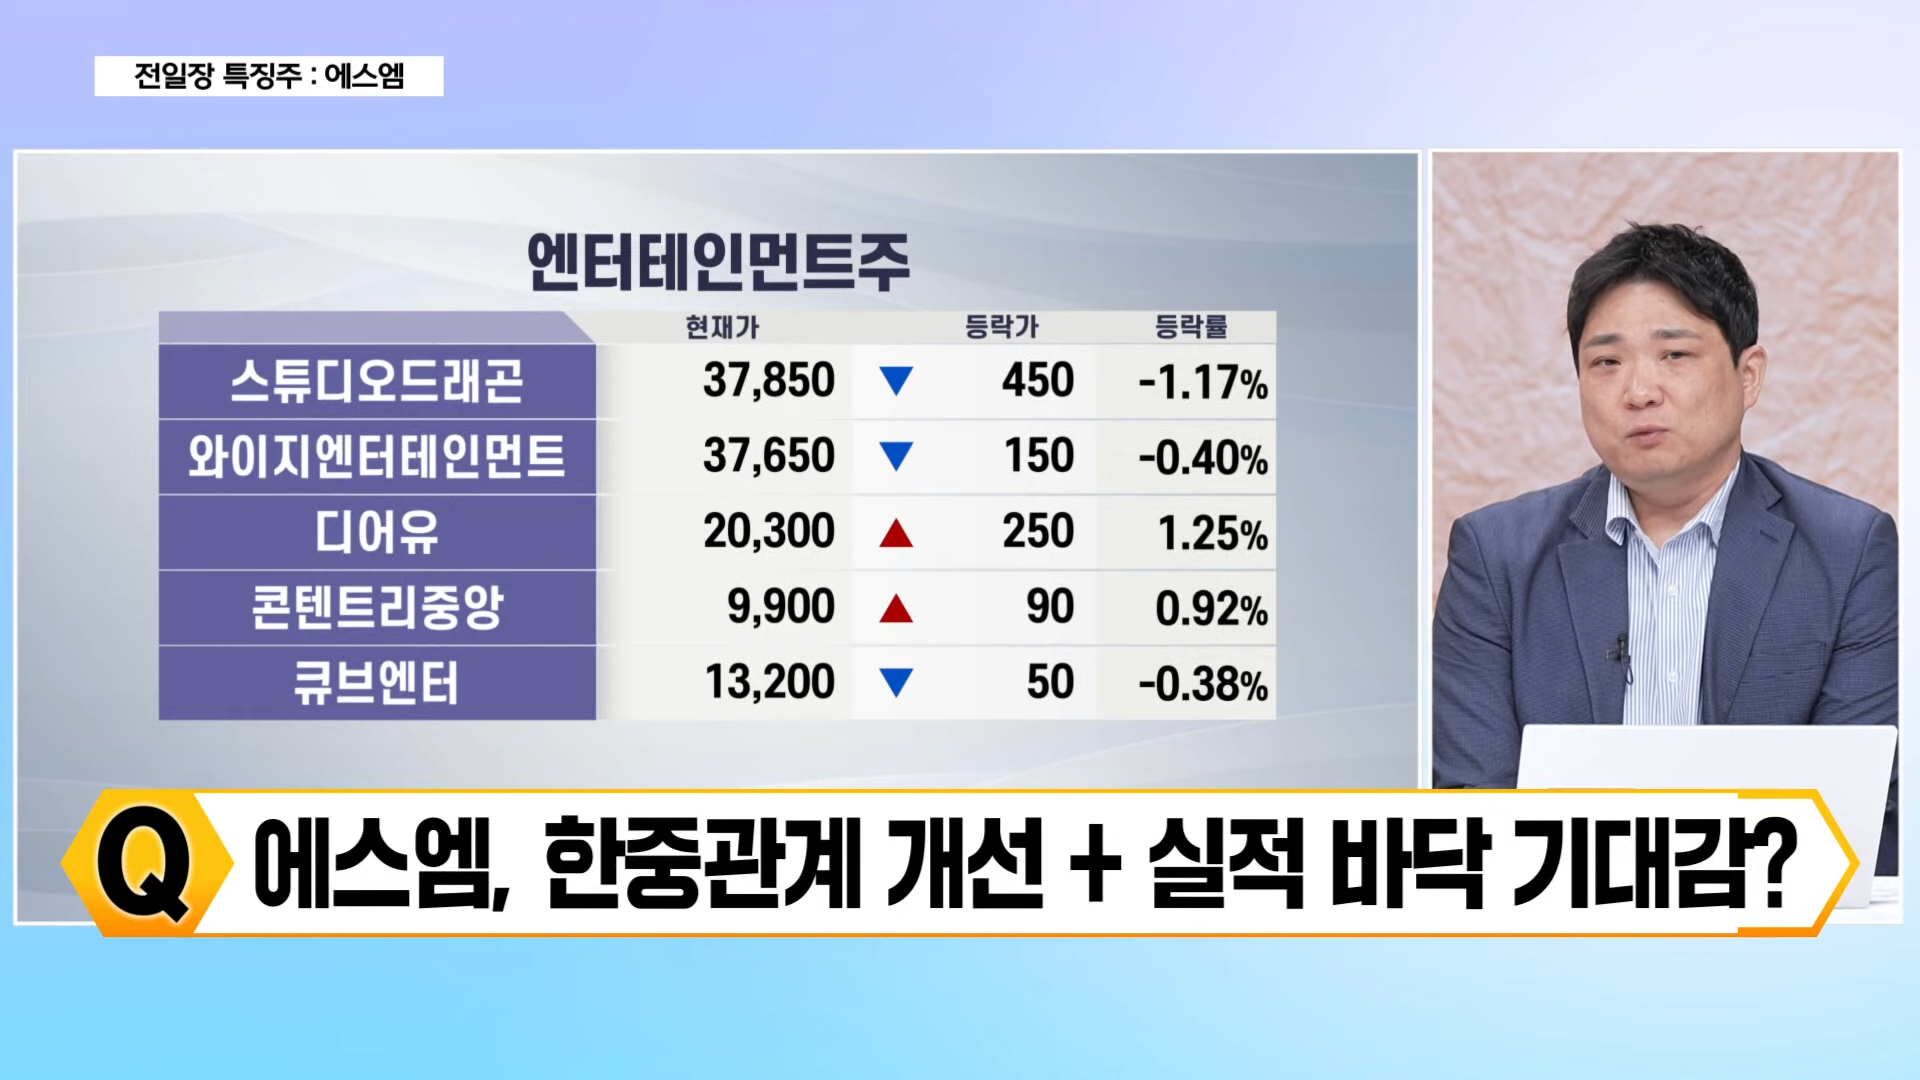 전일장 특징주 : 에스엠
엔터테인먼트주
현재가 등락가 등락률
스튜디오드래곤 37,850 ▼ 450 -1.17%
와이지엔터테인먼트 37,650 ▼ 150 -0.40%
디어유 20,300 ▲ 250 1.25%
콘텐트리중앙 9,900 ▲ 90 0.92%
큐브엔터 13,200 ▼ 50 -0.38%
Q 에스엠, 한중관계 개선 + 실적 바닥 기대감?